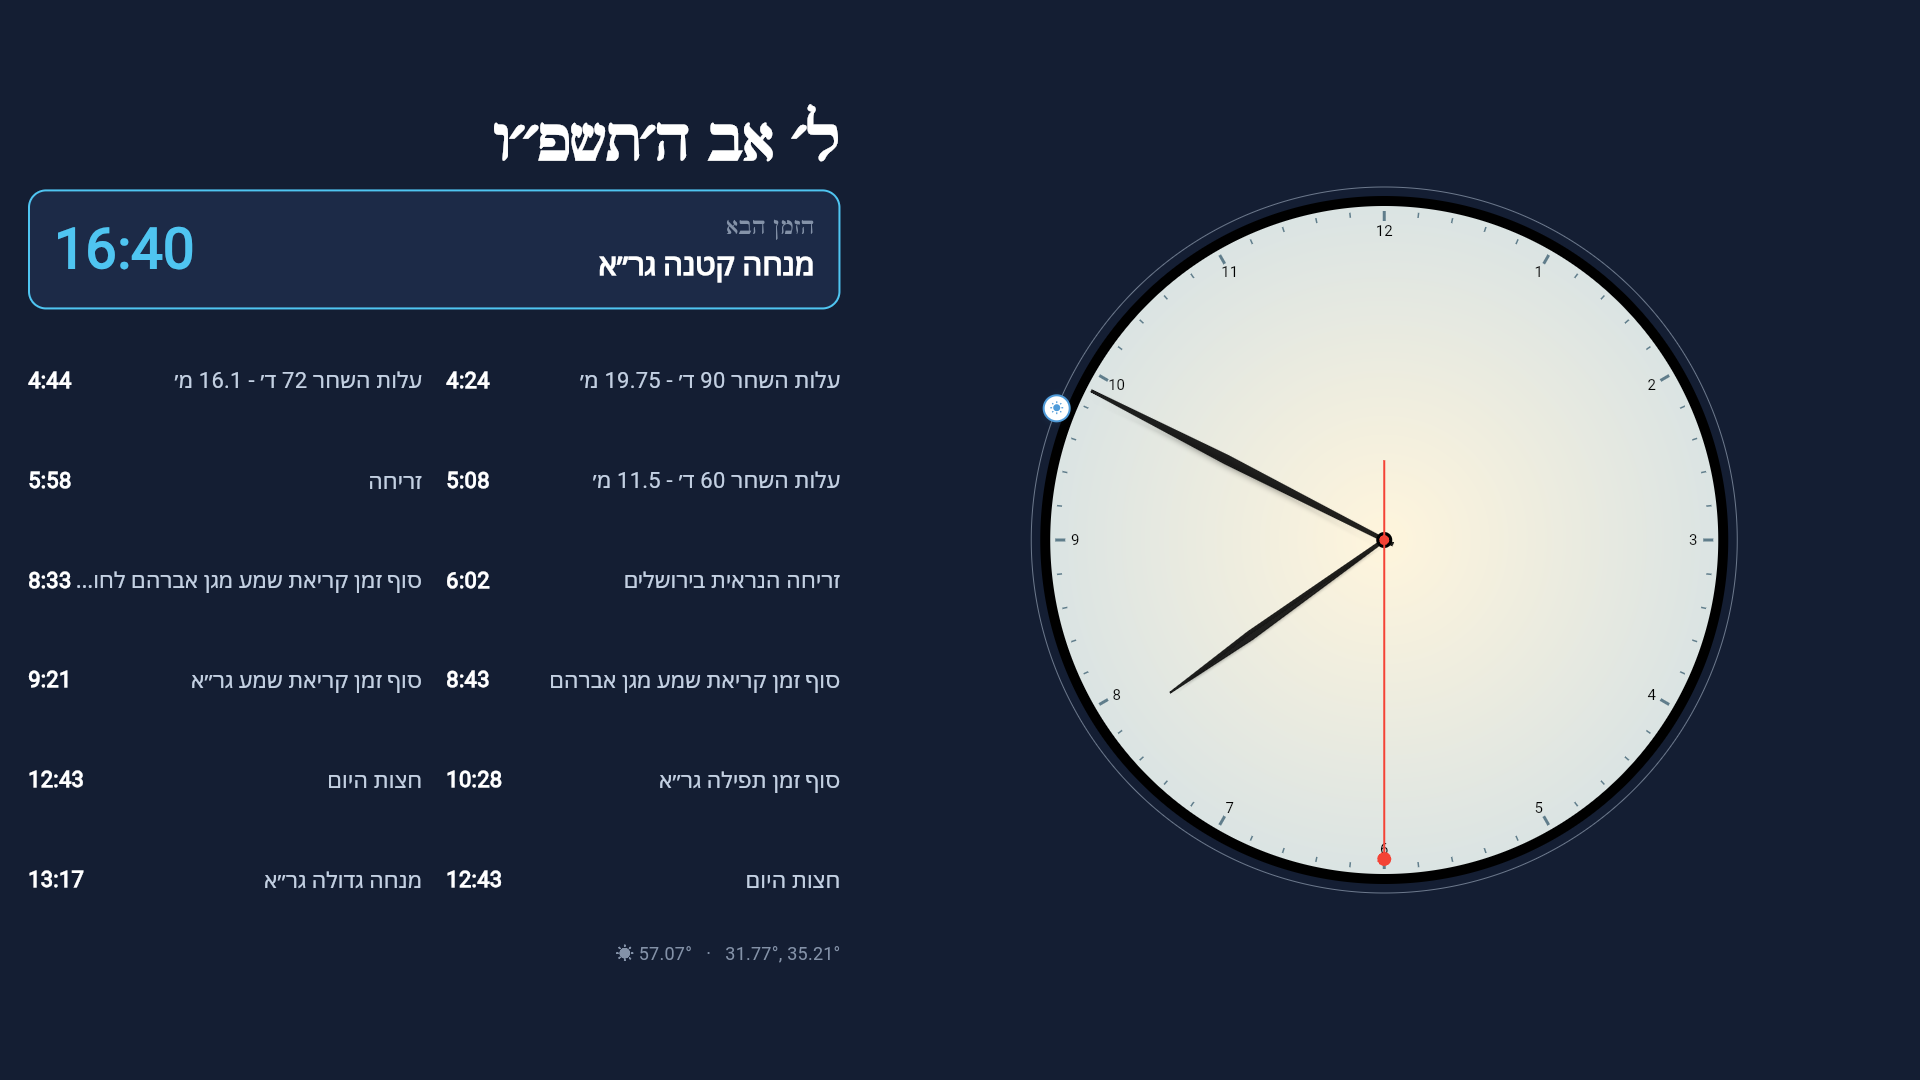 ל׳ אב ה׳תשפ״ו
הזמן הבא
מנחה קטנה גר״א
16:40
עלות השחר 90 ד׳ - 19.75 מ׳ 4:24
עלות השחר 72 ד׳ - 16.1 מ׳ 4:44
עלות השחר 60 ד׳ - 11.5 מ׳ 5:08
זריחה 5:58
זריחה הנראית בירושלים 6:02
סוף זמן קריאת שמע מגן אברהם לחו... 8:33
סוף זמן קריאת שמע מגן אברהם 8:43
סוף זמן קריאת שמע גר״א 9:21
סוף זמן תפילה גר״א 10:28
חצות היום 12:43
חצות היום 12:43
מנחה גדולה גר״א 13:17
57.07° · 31.77°, 35.21°
12
1
2
3
4
5
6
7
8
9
10
11